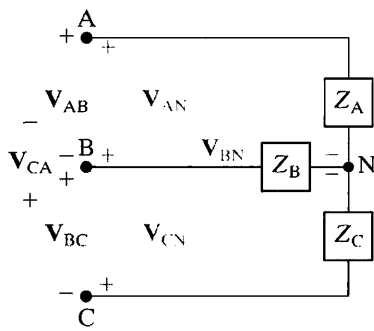 A
+ +
V_AB V_AN Z_A
−
B
− + V_BN − N
V_CA + Z_B −
+
V_BC V_CN Z_C
− +
C